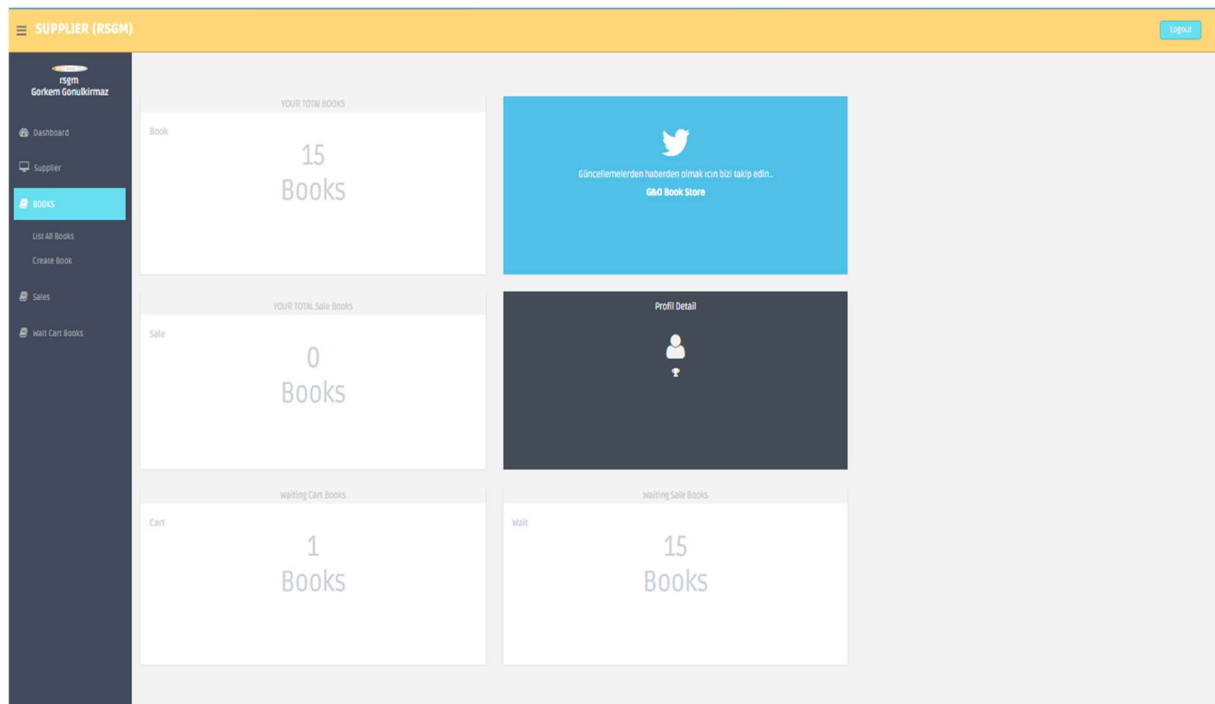 SUPPLIER (RSGM)
Logout
rsgm
Gorkem Gonulkirmaz
Dashboard
Supplier
BOOKS
List All Books
Create Book
Sales
Wait Cart Books
YOUR TOTAl BOOKS
Book
15
Books
Güncellemelerden haberden olmak ıcın bizi takip edin..
G&O Book Store
YOUR TOTAL Sale Books
Sale
0
Books
Profil Detail
Waiting Cart Books
Cart
1
Books
Waiting Sale Books
Wait
15
Books